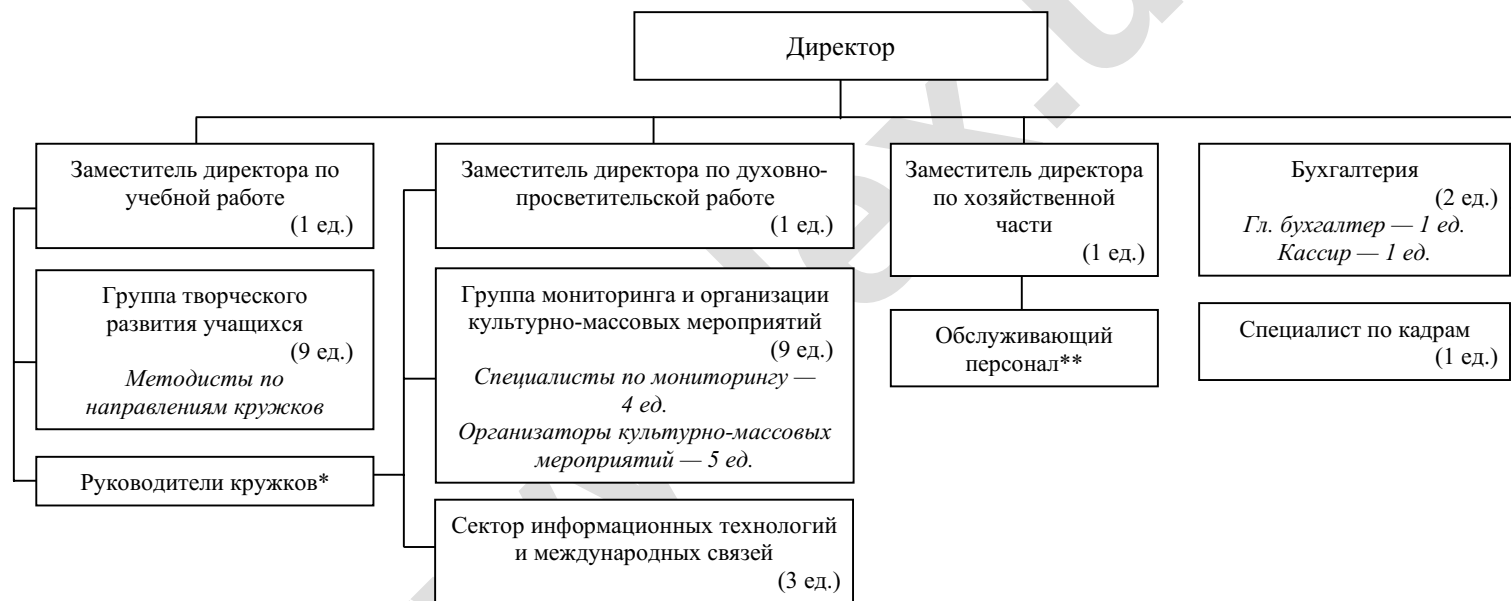 Директор
Заместитель директора по
учебной работе
(1 ед.)
Группа творческого
развития учащихся
(9 ед.)
Методисты по
направлениям кружков
Руководители кружков*
Заместитель директора по духовно-
просветительской работе
(1 ед.)
Группа мониторинга и организации
культурно-массовых мероприятий
(9 ед.)
Специалисты по мониторингу —
4 ед.
Организаторы культурно-массовых
мероприятий — 5 ед.
Сектор информационных технологий
и международных связей
(3 ед.)
Заместитель директора
по хозяйственной
части
(1 ед.)
Обслуживающий
персонал**
Бухгалтерия
(2 ед.)
Гл. бухгалтер — 1 ед.
Кассир — 1 ед.
Специалист по кадрам
(1 ед.)